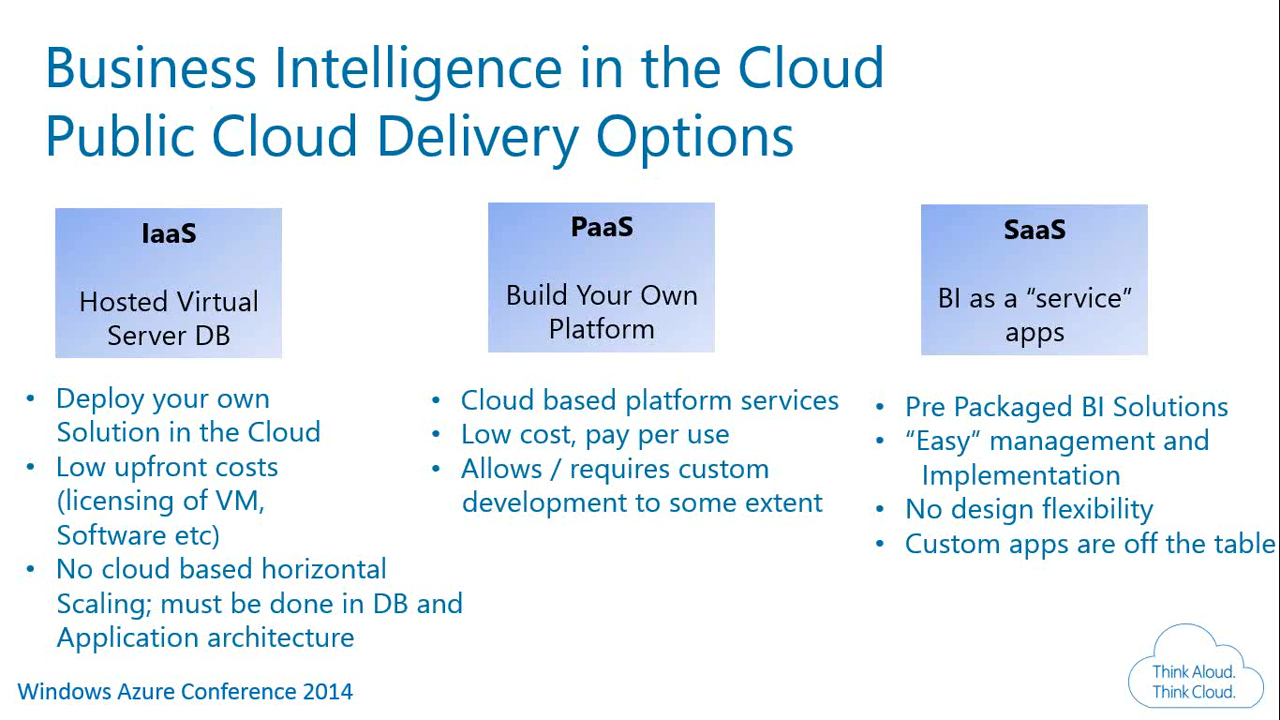 Business Intelligence in the Cloud
Public Cloud Delivery Options
IaaS
Hosted Virtual
Server DB
• Deploy your own
Solution in the Cloud
• Low upfront costs
(licensing of VM,
Software etc)
• No cloud based horizontal
Scaling; must be done in DB and
Application architecture
PaaS
Build Your Own
Platform
• Cloud based platform services
• Low cost, pay per use
• Allows / requires custom
development to some extent
SaaS
BI as a “service”
apps
• Pre Packaged BI Solutions
• “Easy” management and
Implementation
• No design flexibility
• Custom apps are off the table
Windows Azure Conference 2014
Think Aloud.
Think Cloud.